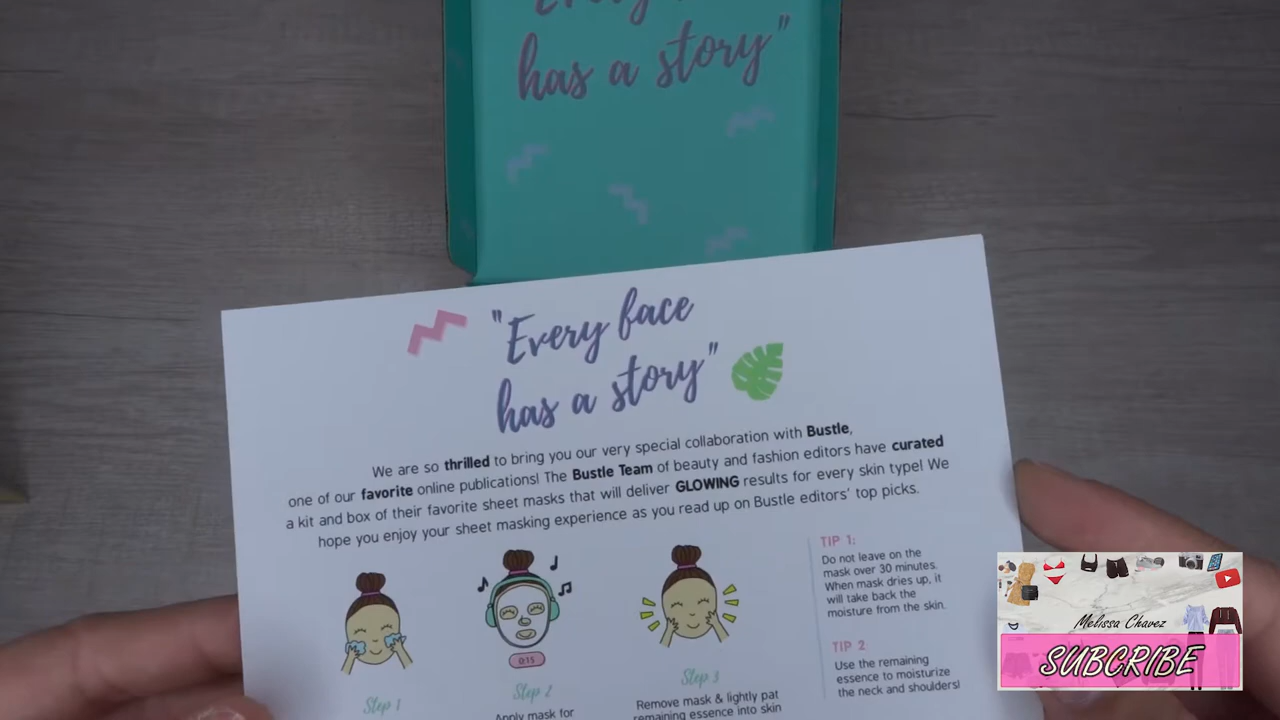 has a story"
"Every face
has a story"
We are so thrilled to bring you our very special collaboration with Bustle,
one of our favorite online publications! The Bustle Team of beauty and fashion editors have curated
a kit and box of their favorite sheet masks that will deliver GLOWING results for every skin type! We
hope you enjoy your sheet masking experience as you read up on Bustle editors' top picks.
0:15
Step 1
Step 2
Apply mask for
Step 3
Remove mask & lightly pat
remaining essence into skin
TIP 1:
Do not leave on the
mask over 30 minutes.
When mask dries up, it
will take back the
moisture from the skin.
TIP 2
Use the remaining
essence to moisturize
the neck and shoulders!
Melissa Chavez
SUBCRIBE